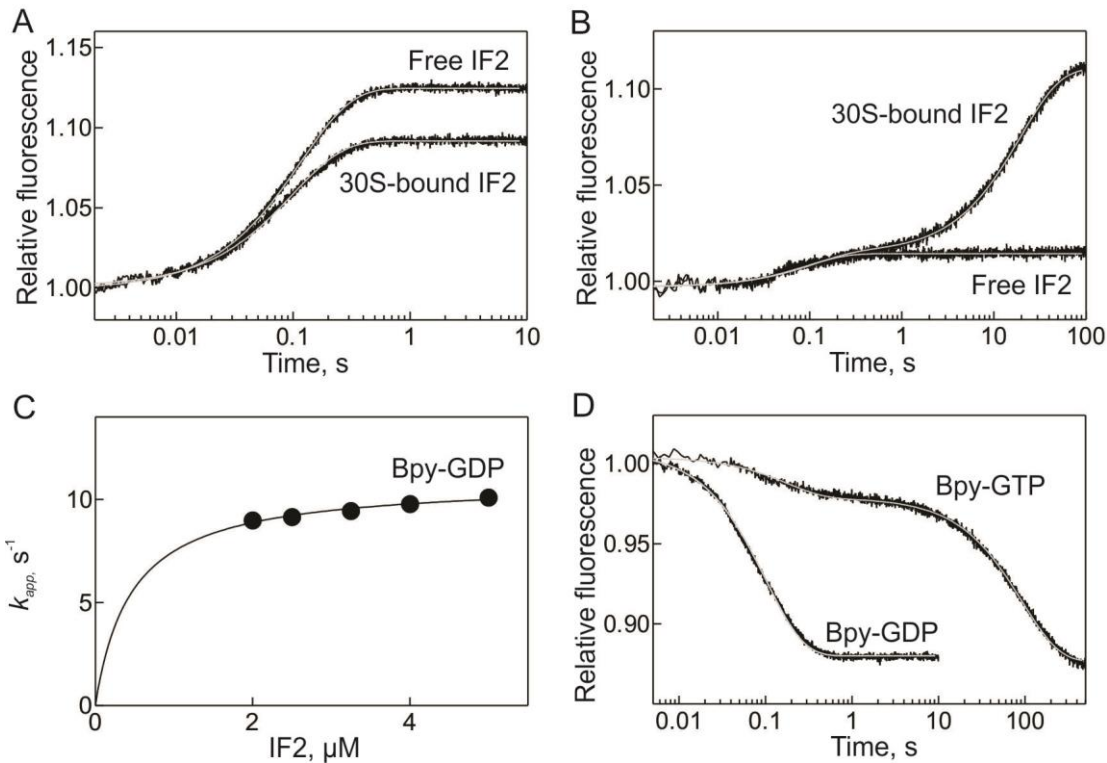 A
Relative fluorescence
1.15
1.10
1.05
1.00
Free IF2
30S-bound IF2
0.01
0.1
1
10
Time, s
B
Relative fluorescence
1.10
1.05
1.00
30S-bound IF2
Free IF2
0.01
0.1
1
10
100
Time, s
C
kapp, s-1
10
5
0
Bpy-GDP
0
2
4
IF2, µM
D
Relative fluorescence
1.00
0.95
0.90
Bpy-GTP
Bpy-GDP
0.01
0.1
1
10
100
Time, s